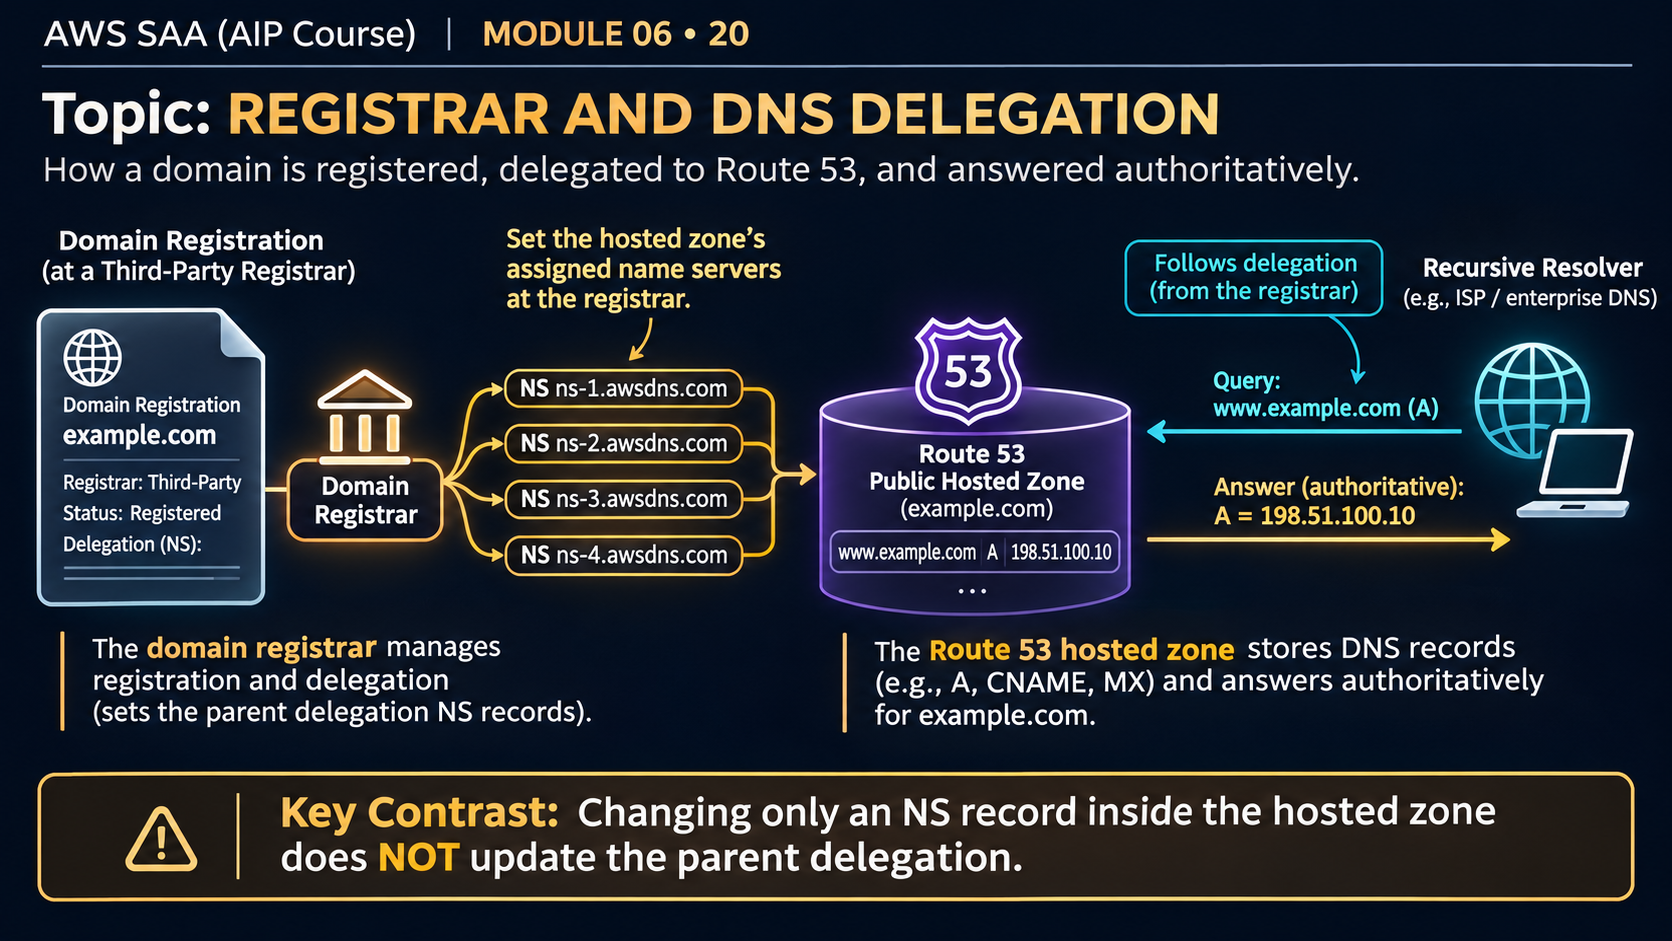 AWS SAA (AIP Course) | MODULE 06 • 20
Topic: REGISTRAR AND DNS DELEGATION
How a domain is registered, delegated to Route 53, and answered authoritatively.
Domain Registration
(at a Third-Party Registrar)
Domain Registration
example.com
Registrar: Third-Party
Status: Registered
Delegation (NS):
Domain
Registrar
Set the hosted zone's
assigned name servers
at the registrar.
NS ns-1.awsdns.com
NS ns-2.awsdns.com
NS ns-3.awsdns.com
NS ns-4.awsdns.com
53
Route 53
Public Hosted Zone
(example.com)
www.example.com | A | 198.51.100.10
...
Follows delegation
(from the registrar)
Recursive Resolver
(e.g., ISP / enterprise DNS)
Query:
www.example.com (A)
Answer (authoritative):
A = 198.51.100.10
The domain registrar manages
registration and delegation
(sets the parent delegation NS records).
The Route 53 hosted zone stores DNS records
(e.g., A, CNAME, MX) and answers authoritatively
for example.com.
Key Contrast: Changing only an NS record inside the hosted zone
does NOT update the parent delegation.